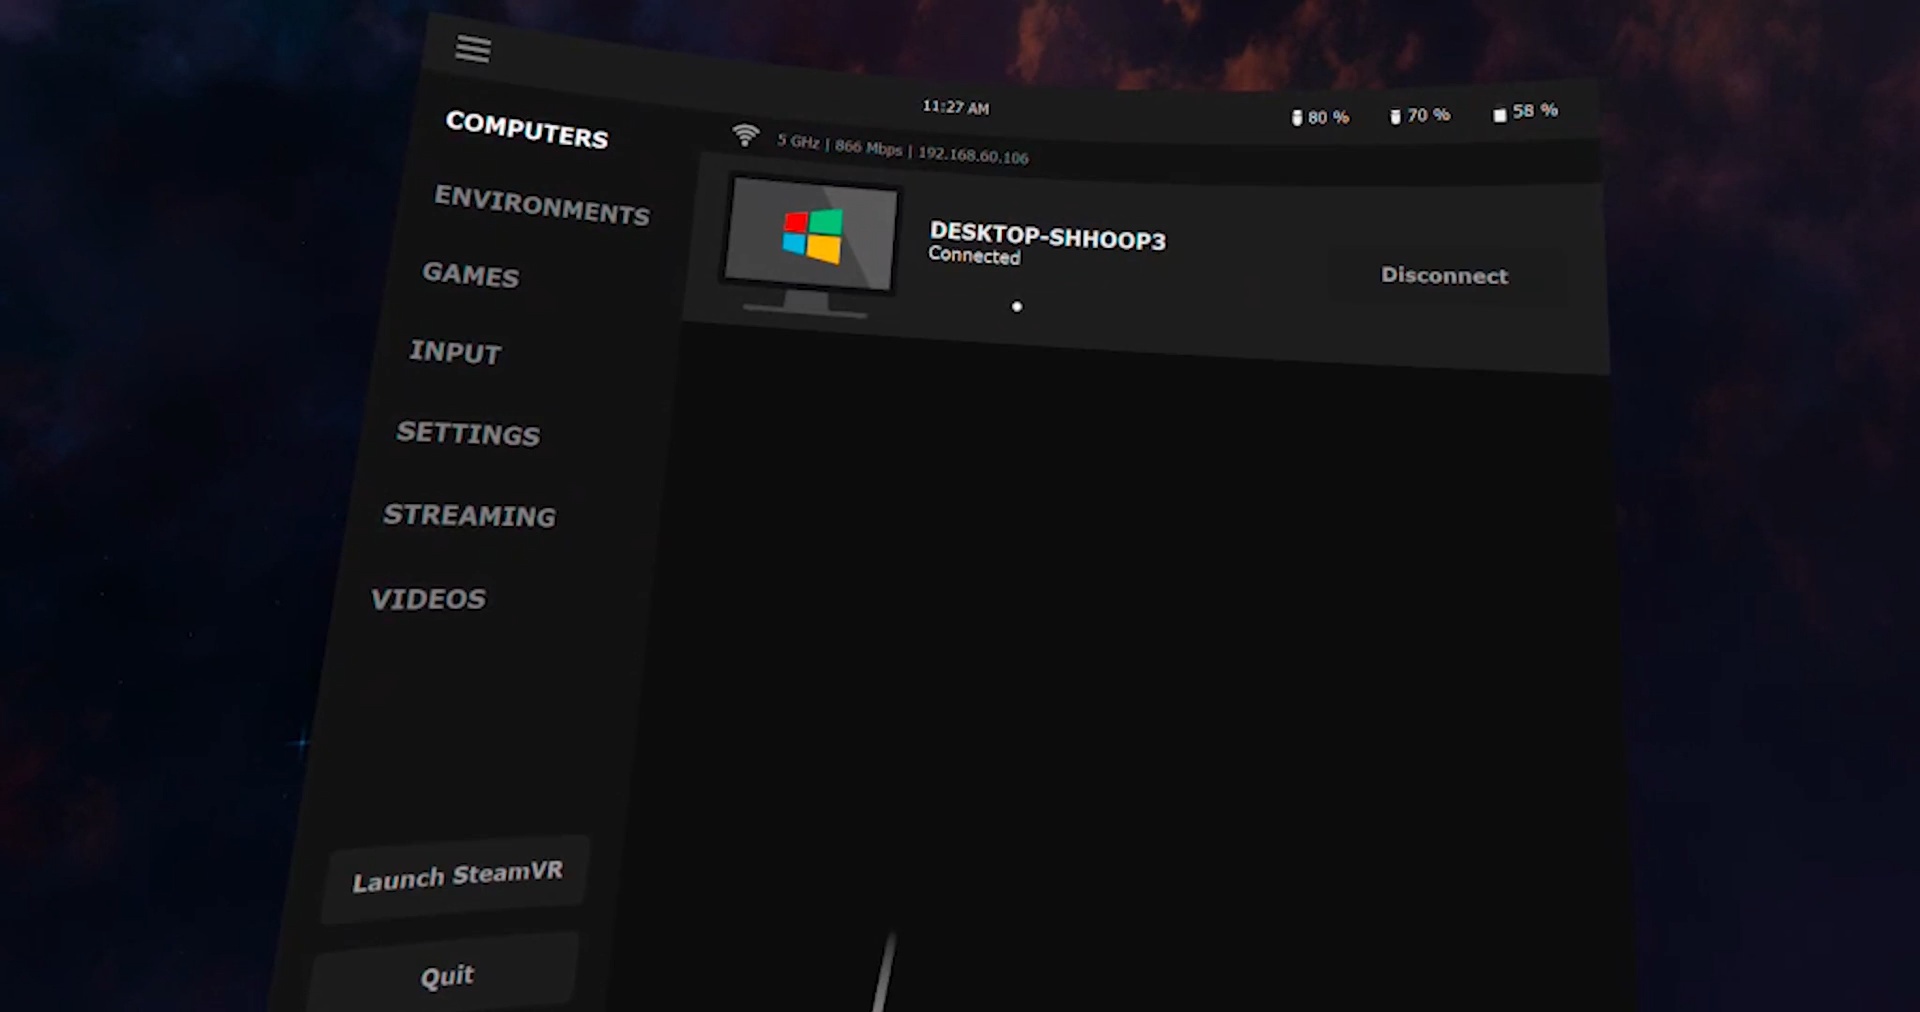 11:27 AM
80 %
70 %
58 %
5 GHz | 866 Mbps | 192.168.60.106
COMPUTERS
ENVIRONMENTS
GAMES
INPUT
SETTINGS
STREAMING
VIDEOS
Launch SteamVR
Quit
DESKTOP-SHHOOP3
Connected
Disconnect